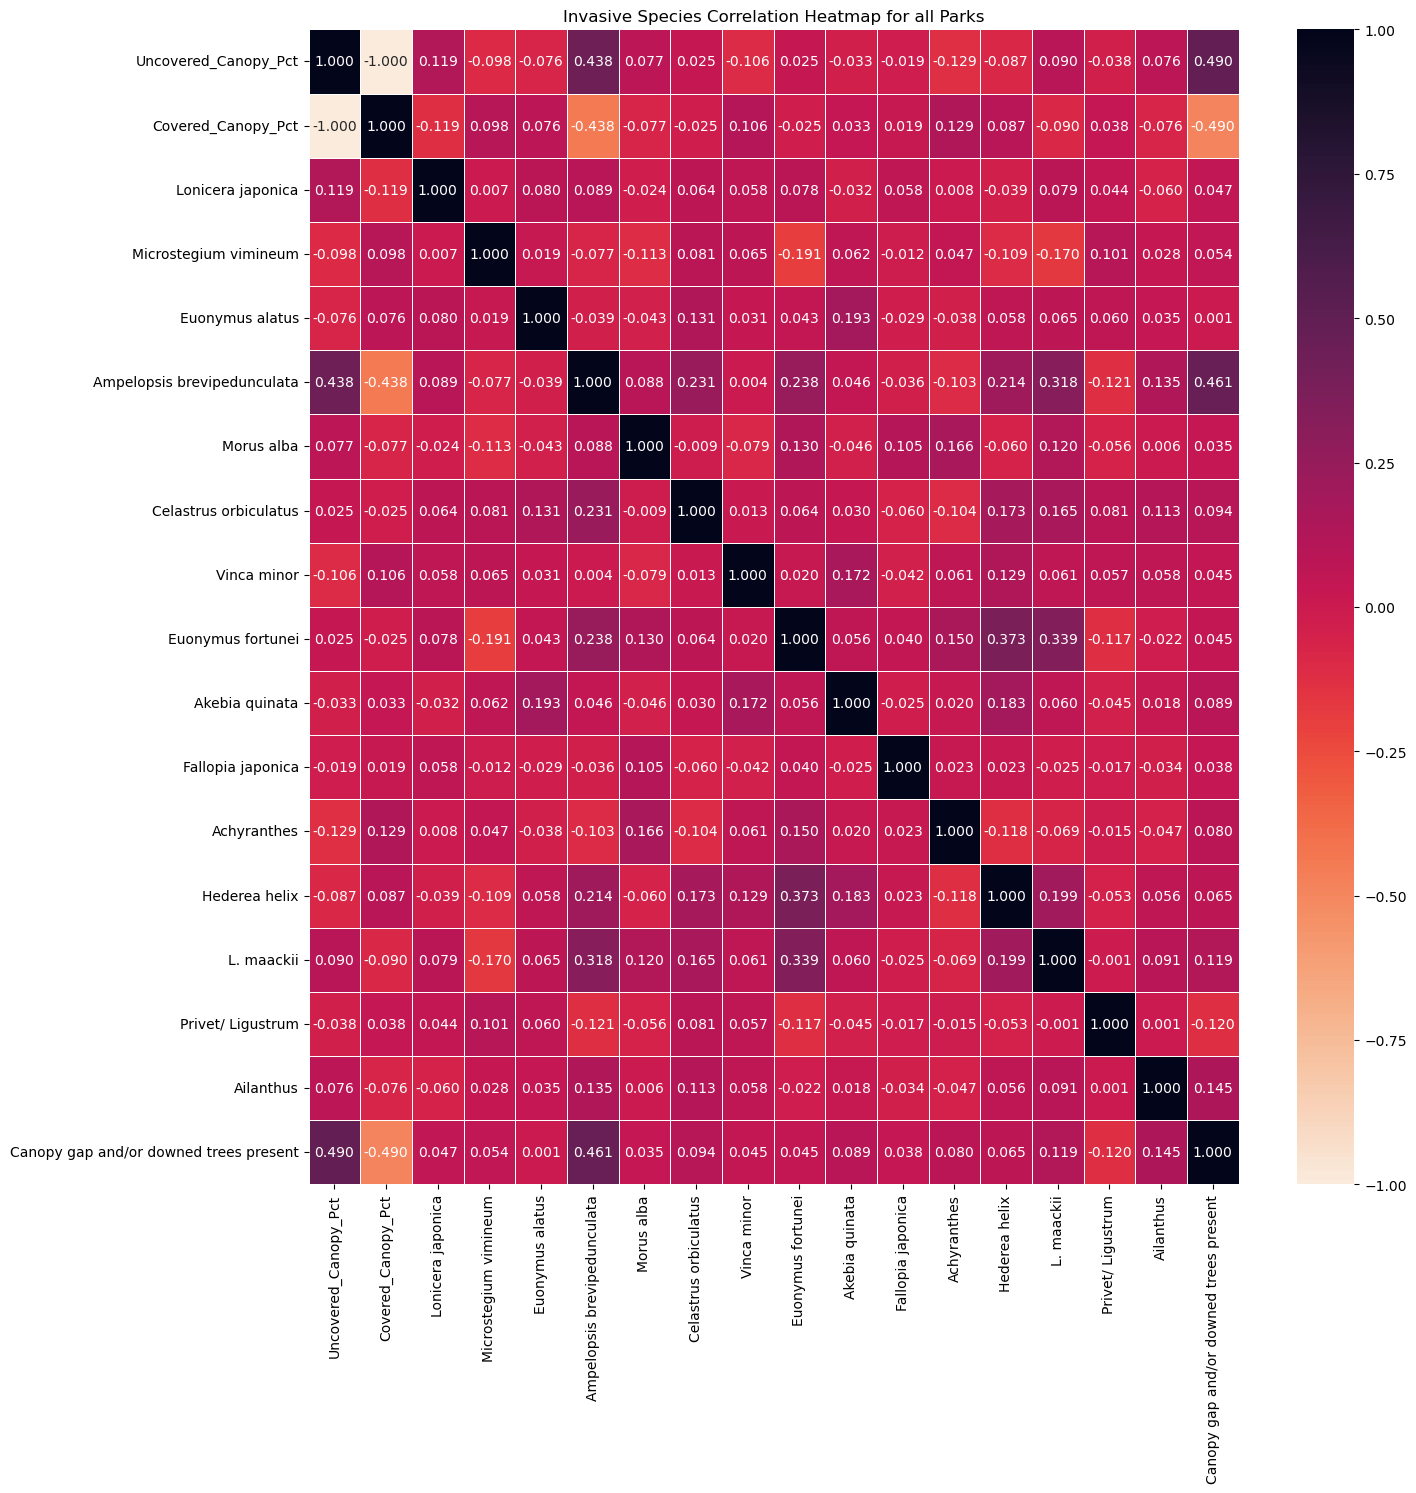 Invasive Species Correlation Heatmap for all Parks
Uncovered_Canopy_Pct 1.000 -1.000 0.119 -0.098 -0.076 0.438 0.077 0.025 -0.106 0.025 -0.033 -0.019 -0.129 -0.087 0.090 -0.038 0.076 0.490
Covered_Canopy_Pct -1.000 1.000 -0.119 0.098 0.076 -0.438 -0.077 -0.025 0.106 -0.025 0.033 0.019 0.129 0.087 -0.090 0.038 -0.076 -0.490
Lonicera japonica 0.119 -0.119 1.000 0.007 0.080 0.089 -0.024 0.064 0.058 0.078 -0.032 0.058 0.008 -0.039 0.079 0.044 -0.060 0.047
Microstegium vimineum -0.098 0.098 0.007 1.000 0.019 -0.077 -0.113 0.081 0.065 -0.191 0.062 -0.012 0.047 -0.109 -0.170 0.101 0.028 0.054
Euonymus alatus -0.076 0.076 0.080 0.019 1.000 -0.039 -0.043 0.131 0.031 0.043 0.193 -0.029 -0.038 0.058 0.065 0.060 0.035 0.001
Ampelopsis brevipedunculata 0.438 -0.438 0.089 -0.077 -0.039 1.000 0.088 0.231 0.004 0.238 0.046 -0.036 -0.103 0.214 0.318 -0.121 0.135 0.461
Morus alba 0.077 -0.077 -0.024 -0.113 -0.043 0.088 1.000 -0.009 -0.079 0.130 -0.046 0.105 0.166 -0.060 0.120 -0.056 0.006 0.035
Celastrus orbiculatus 0.025 -0.025 0.064 0.081 0.131 0.231 -0.009 1.000 0.013 0.064 0.030 -0.060 -0.104 0.173 0.165 0.081 0.113 0.094
Vinca minor -0.106 0.106 0.058 0.065 0.031 0.004 -0.079 0.013 1.000 0.020 0.172 -0.042 0.061 0.129 0.061 0.057 0.058 0.045
Euonymus fortunei 0.025 -0.025 0.078 -0.191 0.043 0.238 0.130 0.064 0.020 1.000 0.056 0.040 0.150 0.373 0.339 -0.117 -0.022 0.045
Akebia quinata -0.033 0.033 -0.032 0.062 0.193 0.046 -0.046 0.030 0.172 0.056 1.000 -0.025 0.020 0.183 0.060 -0.045 0.018 0.089
Fallopia japonica -0.019 0.019 0.058 -0.012 -0.029 -0.036 0.105 -0.060 -0.042 0.040 -0.025 1.000 0.023 0.023 -0.025 -0.017 -0.034 0.038
Achyranthes -0.129 0.129 0.008 0.047 -0.038 -0.103 0.166 -0.104 0.061 0.150 0.020 0.023 1.000 -0.118 -0.069 -0.015 -0.047 0.080
Hederea helix -0.087 0.087 -0.039 -0.109 0.058 0.214 -0.060 0.173 0.129 0.373 0.183 0.023 -0.118 1.000 0.199 -0.053 0.056 0.065
L. maackii 0.090 -0.090 0.079 -0.170 0.065 0.318 0.120 0.165 0.061 0.339 0.060 -0.025 -0.069 0.199 1.000 -0.001 0.091 0.119
Privet/ Ligustrum -0.038 0.038 0.044 0.101 0.060 -0.121 -0.056 0.081 0.057 -0.117 -0.045 -0.017 -0.015 -0.053 -0.001 1.000 0.001 -0.120
Ailanthus 0.076 -0.076 -0.060 0.028 0.035 0.135 0.006 0.113 0.058 -0.022 0.018 -0.034 -0.047 0.056 0.091 0.001 1.000 0.145
Canopy gap and/or downed trees present 0.490 -0.490 0.047 0.054 0.001 0.461 0.035 0.094 0.045 0.045 0.089 0.038 0.080 0.065 0.119 -0.120 0.145 1.000
Uncovered_Canopy_Pct
Covered_Canopy_Pct
Lonicera japonica
Microstegium vimineum
Euonymus alatus
Ampelopsis brevipedunculata
Morus alba
Celastrus orbiculatus
Vinca minor
Euonymus fortunei
Akebia quinata
Fallopia japonica
Achyranthes
Hederea helix
L. maackii
Privet/ Ligustrum
Ailanthus
Canopy gap and/or downed trees present
1.00
0.75
0.50
0.25
0.00
−0.25
−0.50
−0.75
−1.00